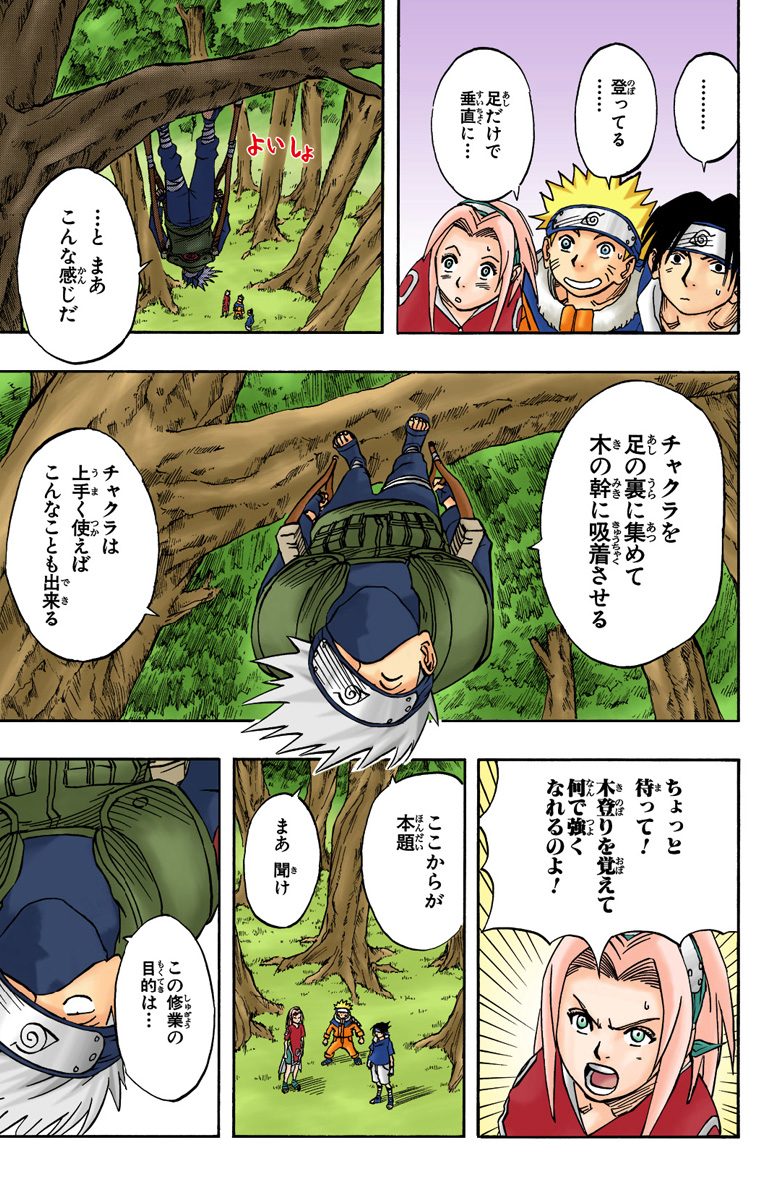 ………
登ってる
……
足だけで
垂直に…
よいしょ
…と まあ
こんな感じだ
チャクラを
足の裏に集めて
木の幹に吸着させる
チャクラは
上手く使えば
こんなことも出来る
ちょっと
待って！
木登りを覚えて
何で強く
なれるのよ！
ここからが
本題
まあ 聞け
この修業の
目的は…